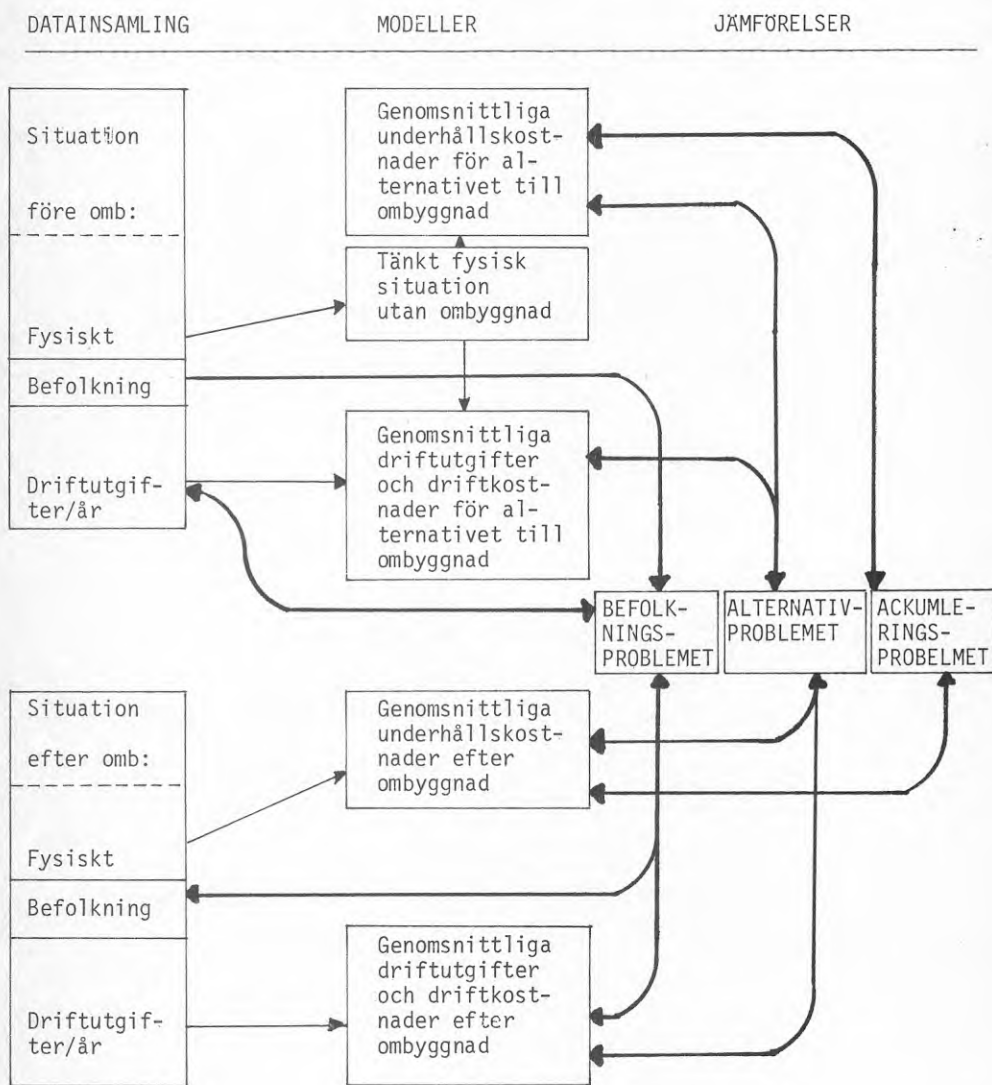 DATAINSAMLING MODELLER JÄMFÖRELSER
Situation
före omb:
Fysiskt
Befolkning
Driftutgif-
ter/år
Genomsnittliga
underhållskost-
nader för al-
ternativet till
ombyggnad
Tänkt fysisk
situation
utan ombyggnad
Genomsnittliga
driftutgifter
och driftkost-
nader för al-
ternativet till
ombyggnad
BEFOLK-
NINGS-
PROBLEMET
ALTERNATIV-
PROBLEMET
ACKUMLE-
RINGS-
PROBELMET
Situation
efter omb:
Fysiskt
Befolkning
Driftutgif-
ter/år
Genomsnittliga
underhållskost-
nader efter
ombyggnad
Genomsnittliga
driftutgifter
och driftkost-
nader efter
ombyggnad